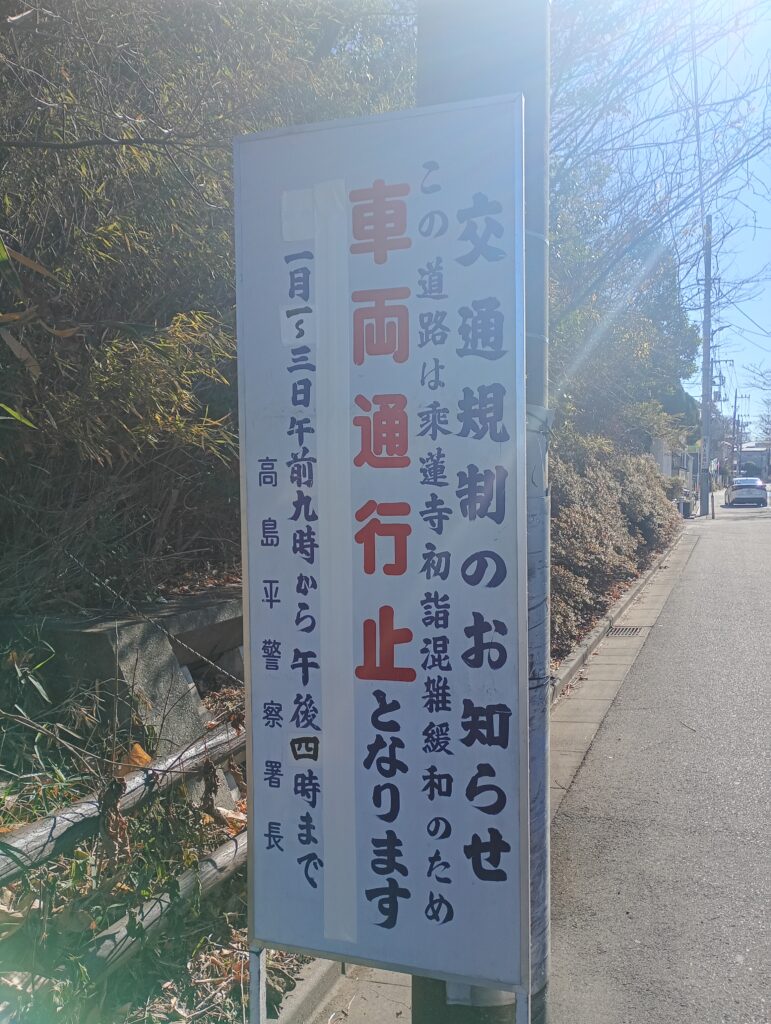 交通規制のお知らせ
この道路は乗蓮寺初詣混雑緩和のため
車両通行止となります
一月一〜三日午前九時から午後四時まで
高島平警察署長